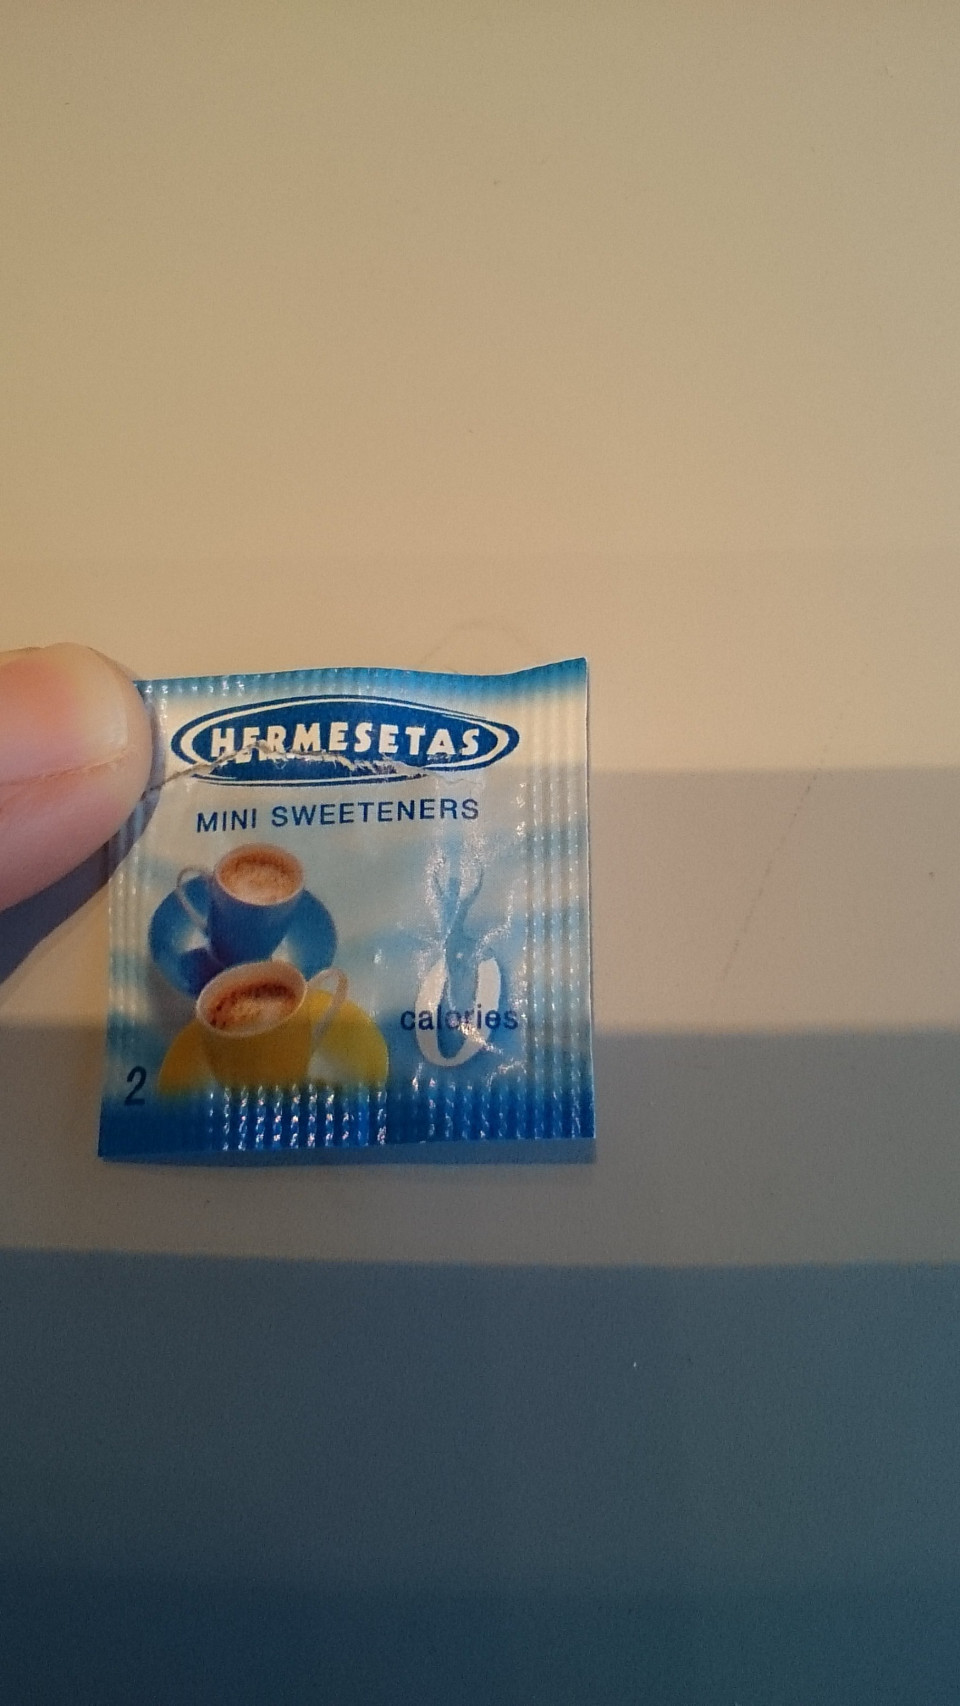 HERMESETAS
MINI SWEETENERS
0
calories
2